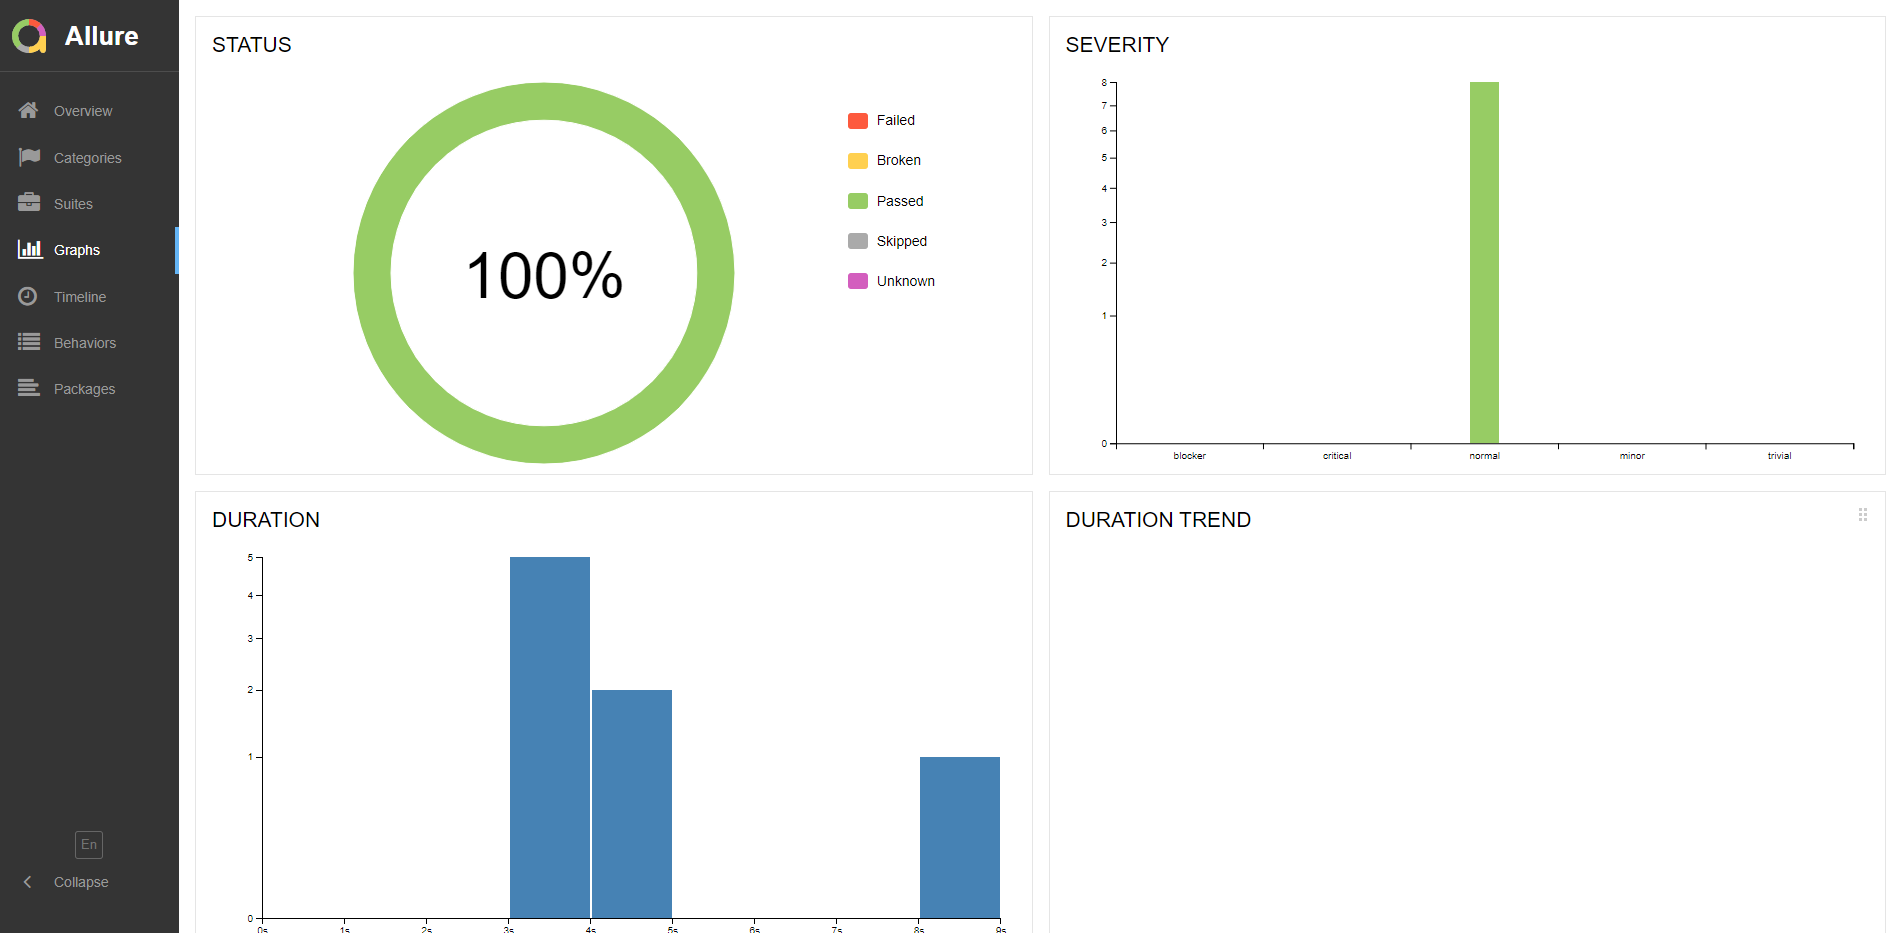 Allure
Overview
Categories
Suites
Graphs
Timeline
Behaviors
Packages
En
Collapse
STATUS
100%
Failed
Broken
Passed
Skipped
Unknown
SEVERITY
8
7
6
5
4
3
2
1
0
blocker critical normal minor trivial
DURATION
5
4
3
2
1
0
0s 1s 2s 3s 4s 5s 6s 7s 8s 9s
DURATION TREND